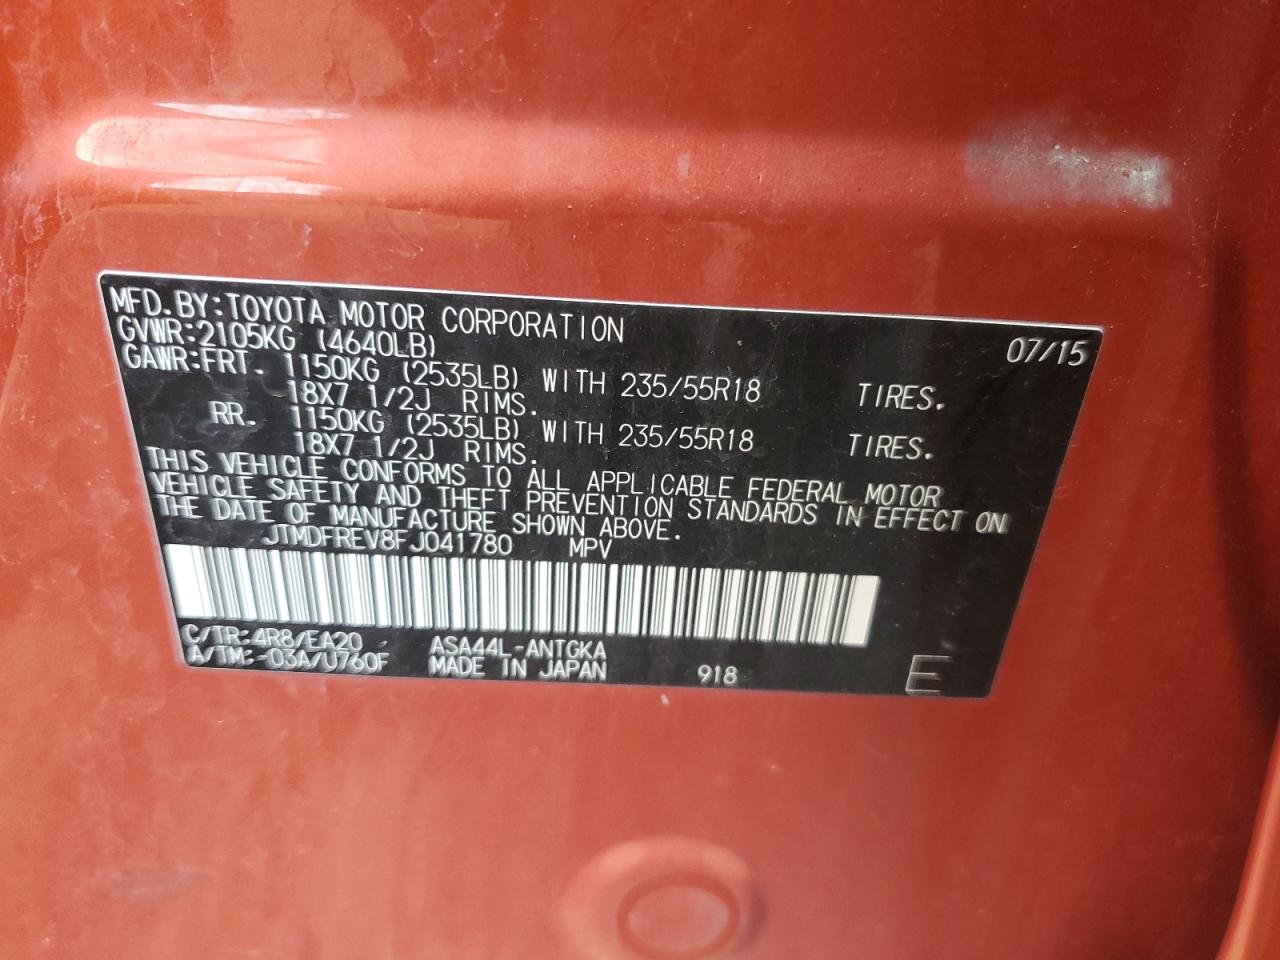 MFD.BY:TOYOTA MOTOR CORPORATION 07/15
GVWR:2105KG (4640LB)
GAWR:FRT. 1150KG (2535LB) WITH 235/55R18 TIRES.
18X7 1/2J RIMS.
RR. 1150KG (2535LB) WITH 235/55R18 TIRES.
18X7 1/2J RIMS.
THIS VEHICLE CONFORMS TO ALL APPLICABLE FEDERAL MOTOR
VEHICLE SAFETY AND THEFT PREVENTION STANDARDS IN EFFECT ON
THE DATE OF MANUFACTURE SHOWN ABOVE.
JTMDFREV8FJ041780 MPV
C/TR:4R8/EA20 ASA44L-ANTGKA
A/TM:-03A/U760F MADE IN JAPAN 918 E